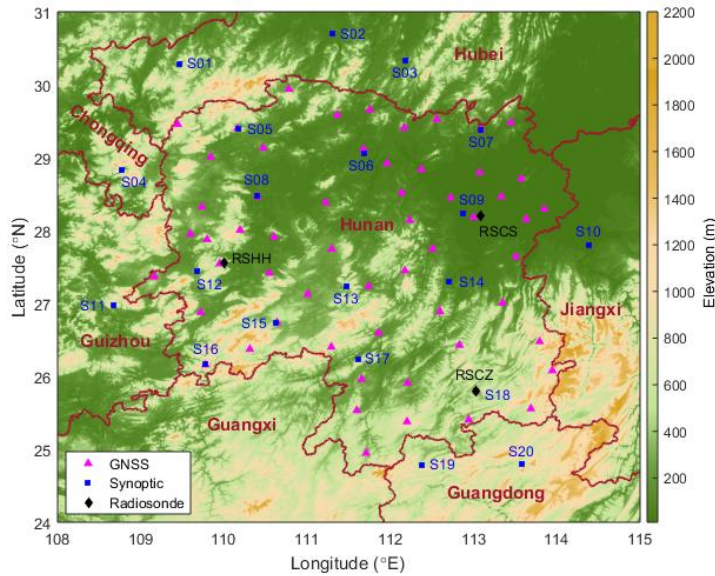 31
30
29
28
27
26
25
24
Latitude (°N)
S02
S01
S03
Hubei
Chongqing
S05
S07
S06
S04
S08
S09
Hunan
RSCS
S10
RSHH
S12
S13
S14
S11
Jiangxi
S15
Guizhou
S16
S17
RSCZ
S18
Guangxi
S19
S20
Guangdong
GNSS
Synoptic
Radiosonde
108 109 110 111 112 113 114 115
Longitude (°E)
2200
2000
1800
1600
1400
1200
1000
800
600
400
200
Elevation (m)